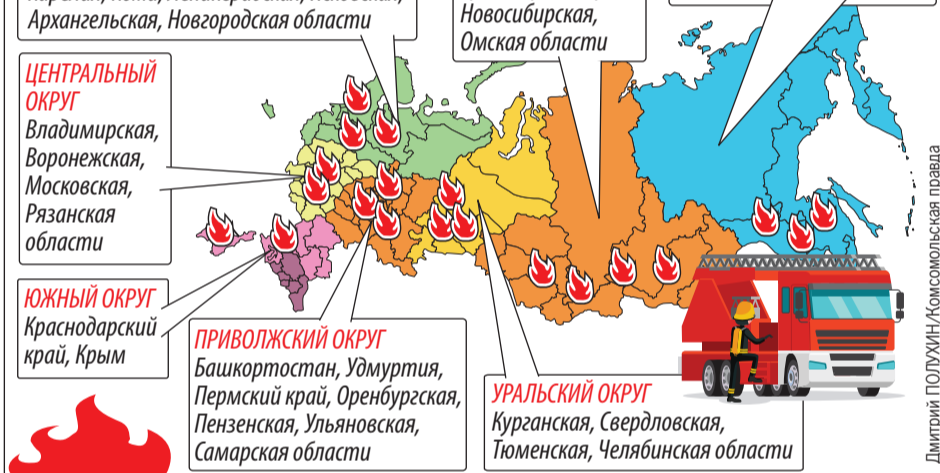 Архангельская, Новгородская области
Новосибирская,
Омская области
ЦЕНТРАЛЬНЫЙ
ОКРУГ
Владимирская,
Воронежская,
Московская,
Рязанская
области
ЮЖНЫЙ ОКРУГ
Краснодарский
край, Крым
ПРИВОЛЖСКИЙ ОКРУГ
Башкортостан, Удмуртия,
Пермский край, Оренбургская,
Пензенская, Ульяновская,
Самарская области
УРАЛЬСКИЙ ОКРУГ
Курганская, Свердловская,
Тюменская, Челябинская области
Дмитрий ПОЛУХИН/Комсомольская правда